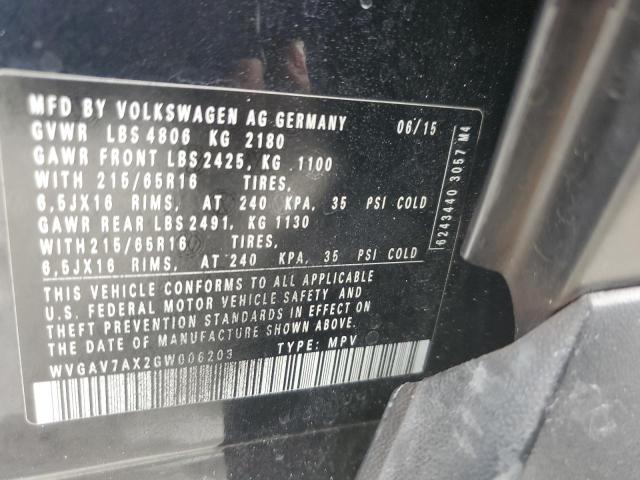 MFD BY VOLKSWAGEN AG GERMANY 06/15
GVWR LBS 4806 KG 2180
GAWR FRONT LBS 2425, KG 1100
WITH 215/65R16 TIRES,
6,5JX16 RIMS, AT 240 KPA, 35 PSI COLD
GAWR REAR LBS 2491, KG 1130
WITH 215/65R16 TIRES,
6,5JX16 RIMS, AT 240 KPA, 35 PSI COLD
THIS VEHICLE CONFORMS TO ALL APPLICABLE
U.S. FEDERAL MOTOR VEHICLE SAFETY AND
THEFT PREVENTION STANDARDS IN EFFECT ON
THE DATE OF MANUFACTURE SHOWN ABOVE.
WVGAV7AX2GW006203 TYPE: MPV
6243440 3057 M4